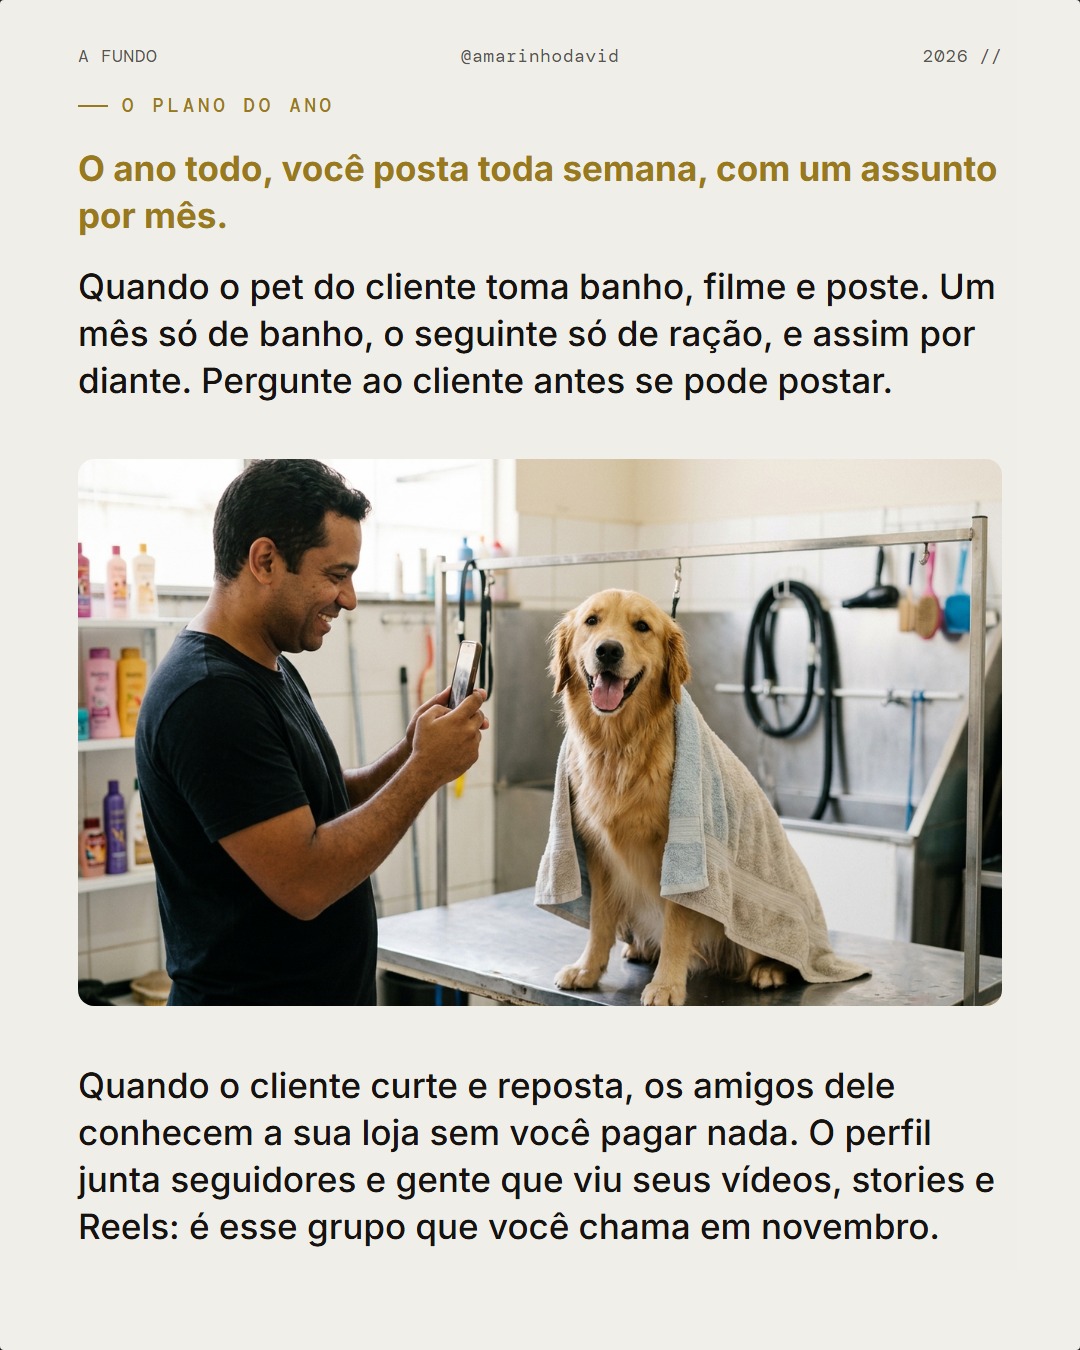 A FUNDO
@amarinhodavid
2026 //
O PLANO DO ANO
O ano todo, você posta toda semana, com um assunto
por mês.
Quando o pet do cliente toma banho, filme e poste. Um
mês só de banho, o seguinte só de ração, e assim por
diante. Pergunte ao cliente antes se pode postar.
Quando o cliente curte e reposta, os amigos dele
conhecem a sua loja sem você pagar nada. O perfil
junta seguidores e gente que viu seus vídeos, stories e
Reels: é esse grupo que você chama em novembro.